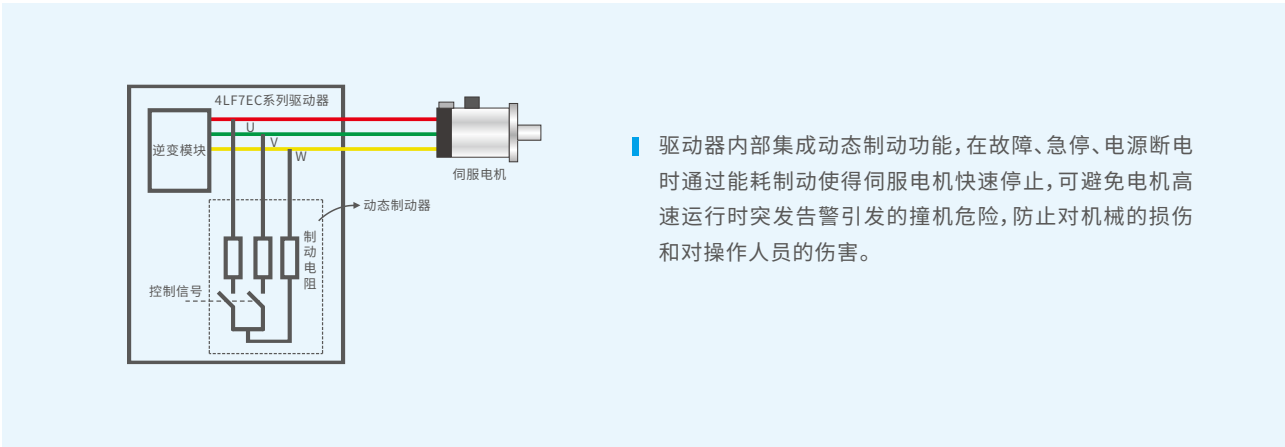 4LF7EC系列驱动器
U
V
W
逆变模块
伺服电机
动态制动器
制动电阻
控制信号
驱动器内部集成动态制动功能,在故障、急停、电源断电
时通过能耗制动使得伺服电机快速停止,可避免电机高
速运行时突发告警引发的撞机危险,防止对机械的损伤
和对操作人员的伤害。